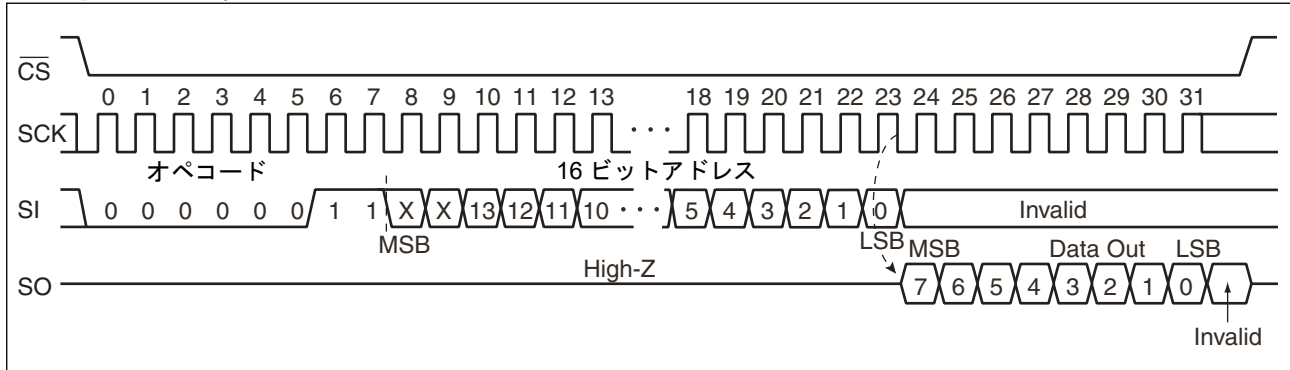 CS
0 1 2 3 4 5 6 7 8 9 10 11 12 13 18 19 20 21 22 23 24 25 26 27 28 29 30 31
SCK
· · ·
オペコード 16 ビットアドレス
SI 0 0 0 0 0 0 1 1 X X 13 12 11 10 · · · 5 4 3 2 1 0 Invalid
MSB LSB MSB Data Out LSB
High-Z
SO 7 6 5 4 3 2 1 0
Invalid